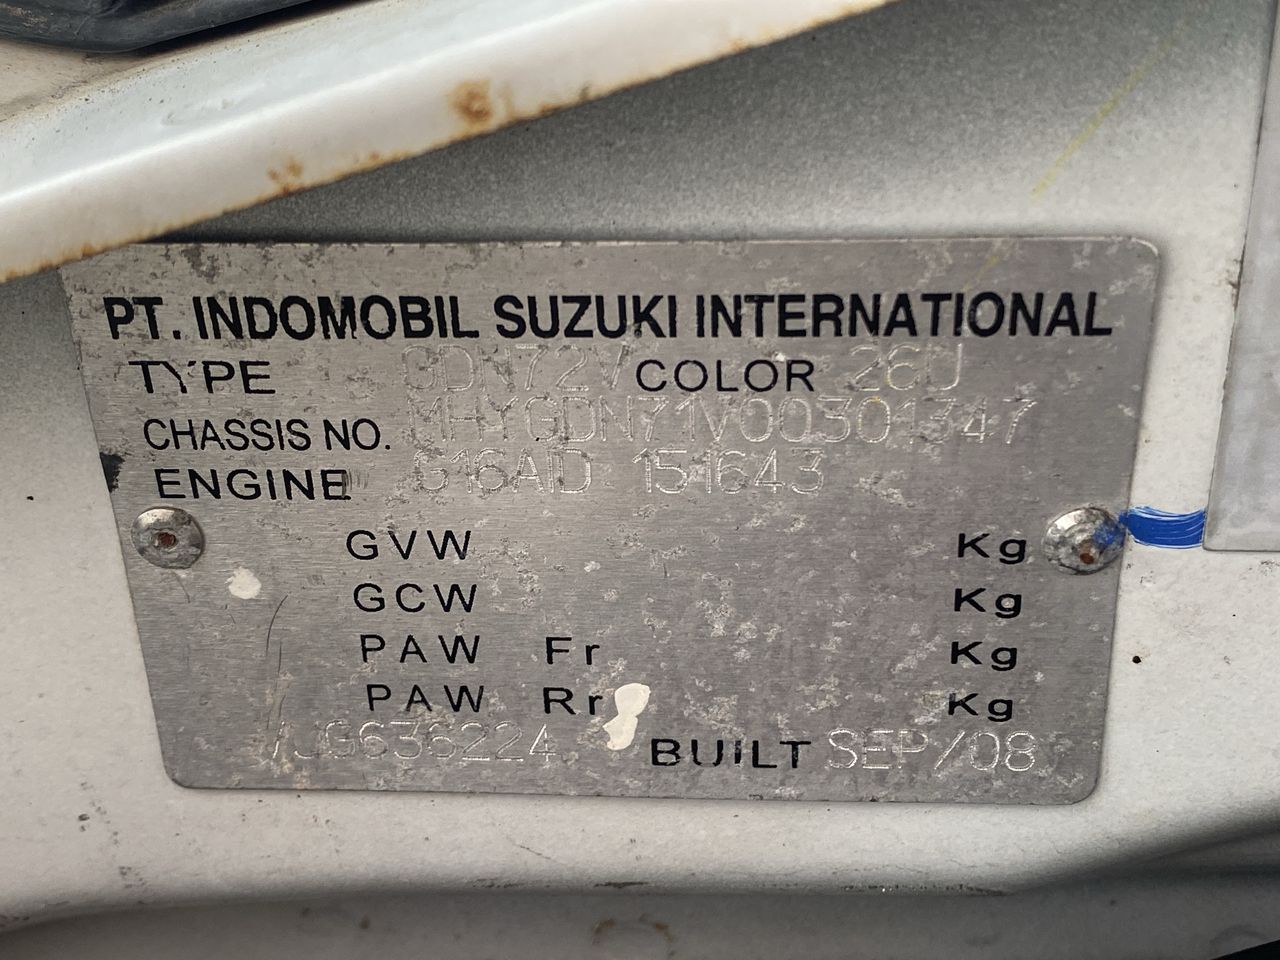 PT. INDOMOBIL SUZUKI INTERNATIONAL
TYPE GDN72V COLOR 26U
CHASSIS NO. MHYGDN71V00301347
ENGINE G16AID 151643
GVW Kg
GCW Kg
PAW Fr Kg
PAW Rr Kg
BUILT SEP/08